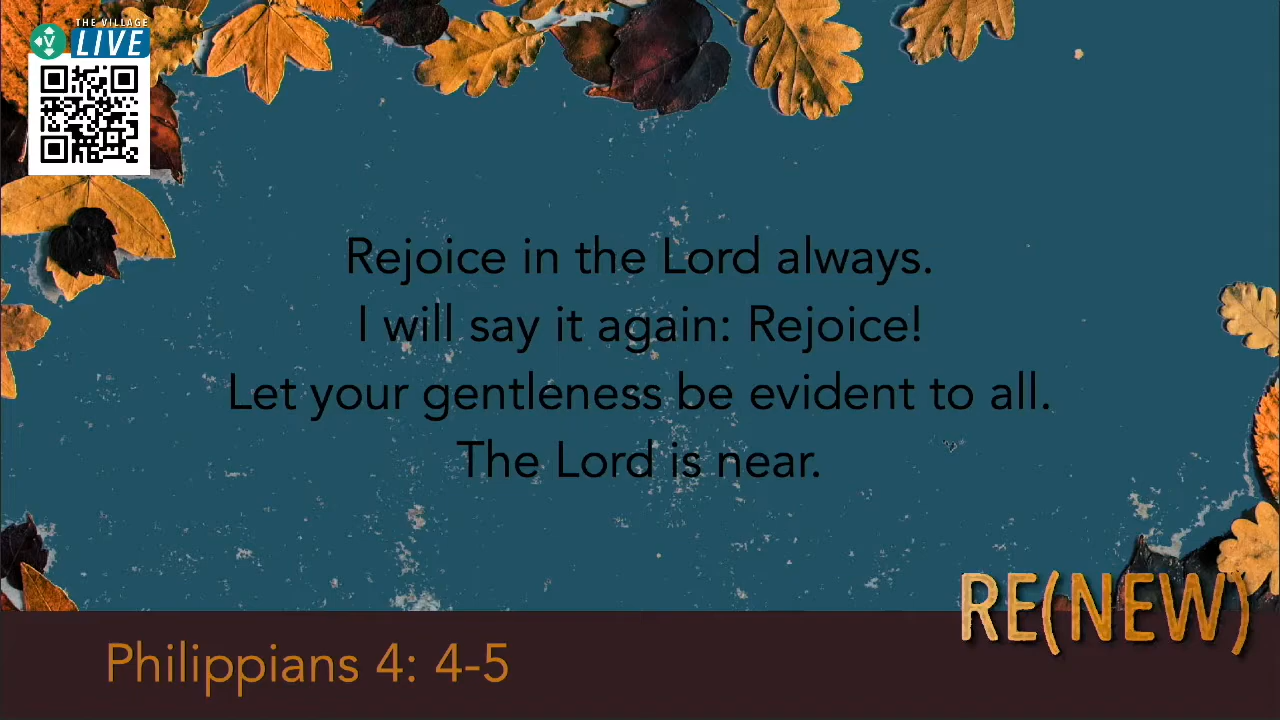 THE VILLAGE
V LIVE
Rejoice in the Lord always.
I will say it again: Rejoice!
Let your gentleness be evident to all.
The Lord is near.
RE(NEW)
Philippians 4: 4-5